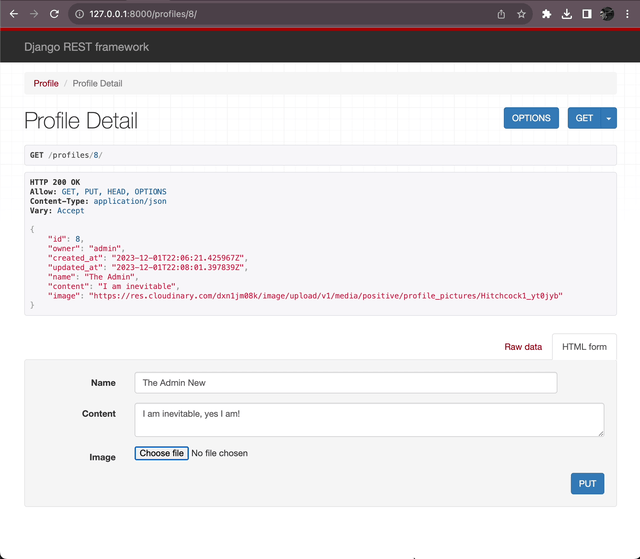 127.0.0.1:8000/profiles/8/
Django REST framework
Profile / Profile Detail
Profile Detail
OPTIONS
GET
GET /profiles/8/
HTTP 200 OK
Allow: GET, PUT, HEAD, OPTIONS
Content-Type: application/json
Vary: Accept
{
"id": 8,
"owner": "admin",
"created_at": "2023-12-01T22:06:21.425967Z",
"updated_at": "2023-12-01T22:08:01.397839Z",
"name": "The Admin",
"content": "I am inevitable",
"image": "https://res.cloudinary.com/dxn1jm08k/image/upload/v1/media/positive/profile_pictures/Hitchcock1_yt0jyb"
}
Raw data
HTML form
Name
The Admin New
Content
I am inevitable, yes I am!
Image
Choose file No file chosen
PUT